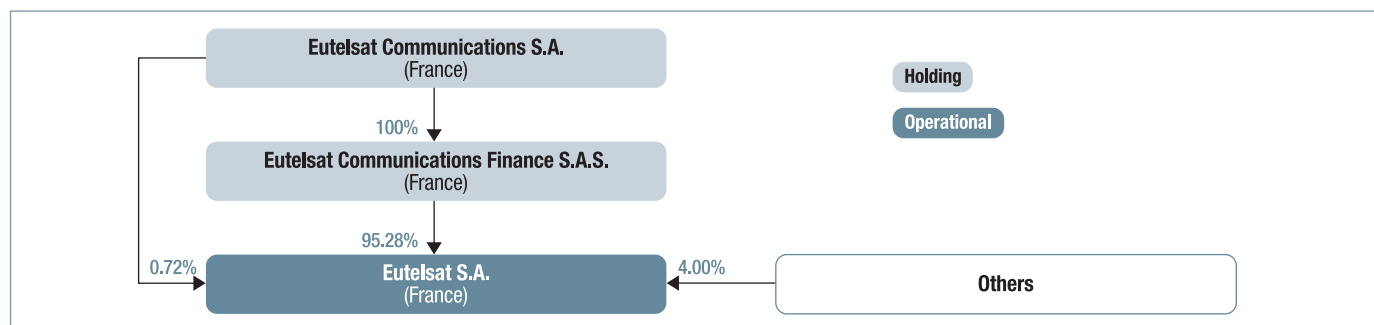 Eutelsat Communications S.A.
(France)
Holding
Operational
100%
Eutelsat Communications Finance S.A.S.
(France)
95.28%
0.72%
Eutelsat S.A.
(France)
4.00%
Others